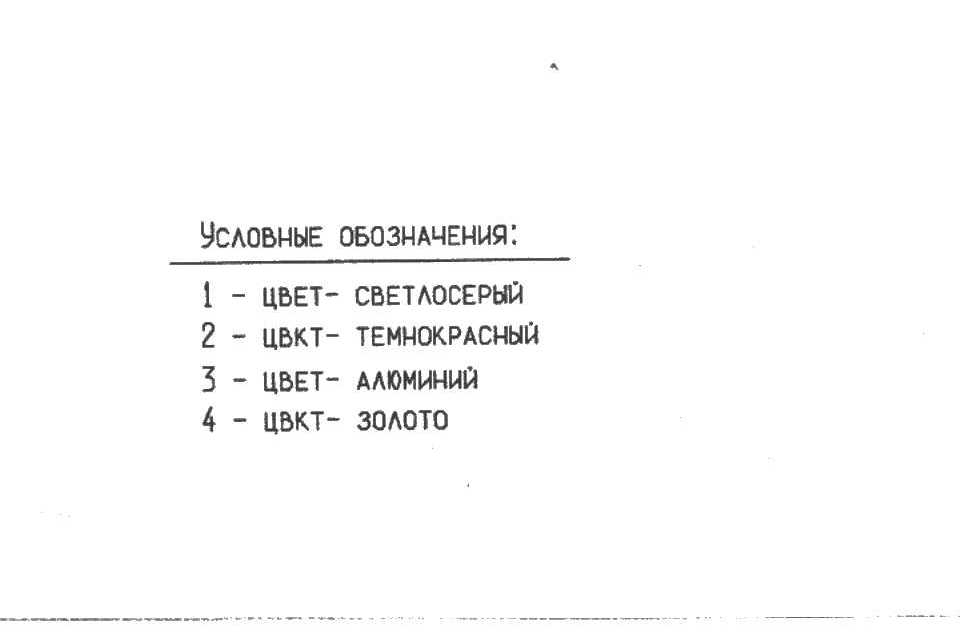 Условные обозначения:
1 - цвет- светлосерый
2 - цвкт- темнокрасный
3 - цвет- алюминий
4 - цвкт- золото